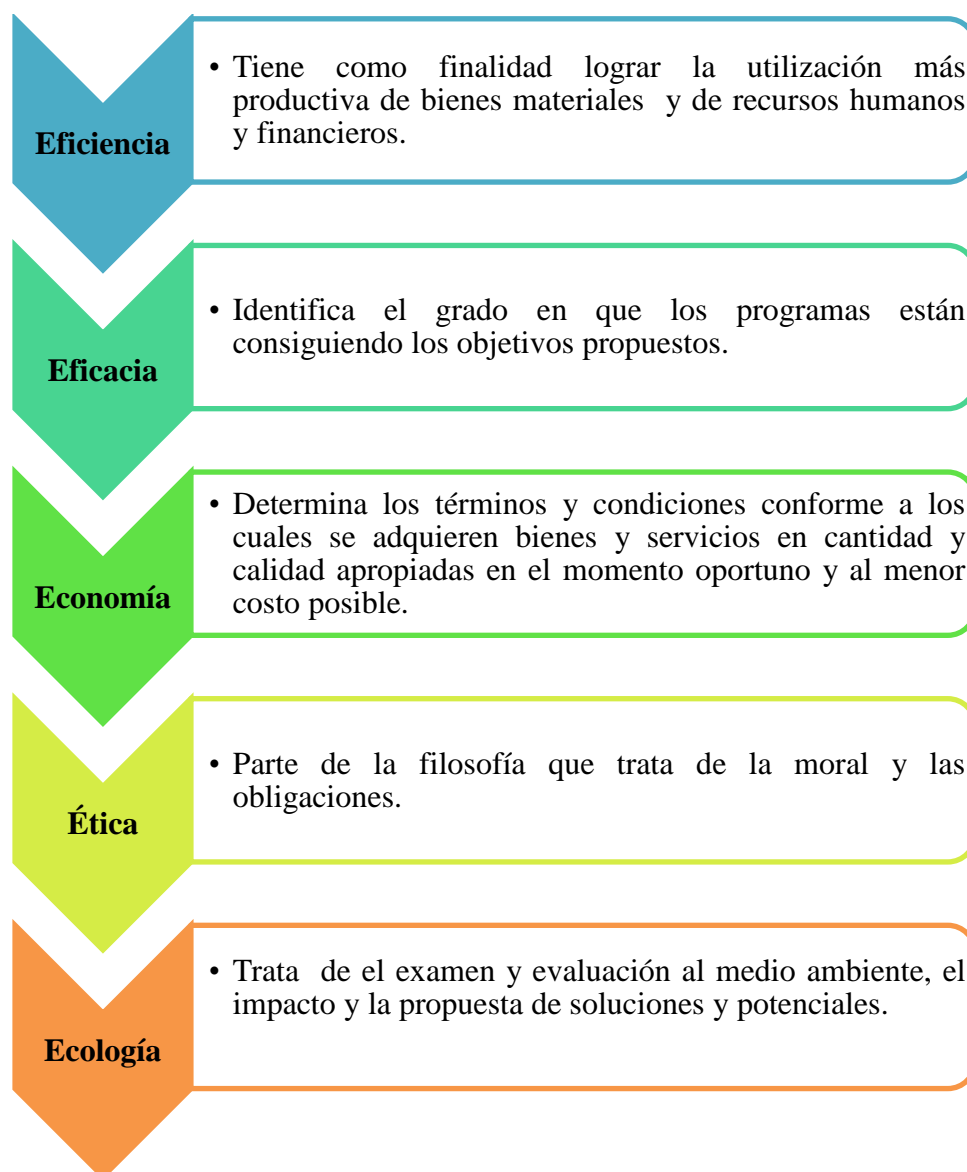 Eficiencia
• Tiene como finalidad lograr la utilización más
productiva de bienes materiales y de recursos humanos
y financieros.
Eficacia
• Identifica el grado en que los programas están
consiguiendo los objetivos propuestos.
Economía
• Determina los términos y condiciones conforme a los
cuales se adquieren bienes y servicios en cantidad y
calidad apropiadas en el momento oportuno y al menor
costo posible.
Ética
• Parte de la filosofía que trata de la moral y las
obligaciones.
Ecología
• Trata de el examen y evaluación al medio ambiente, el
impacto y la propuesta de soluciones y potenciales.